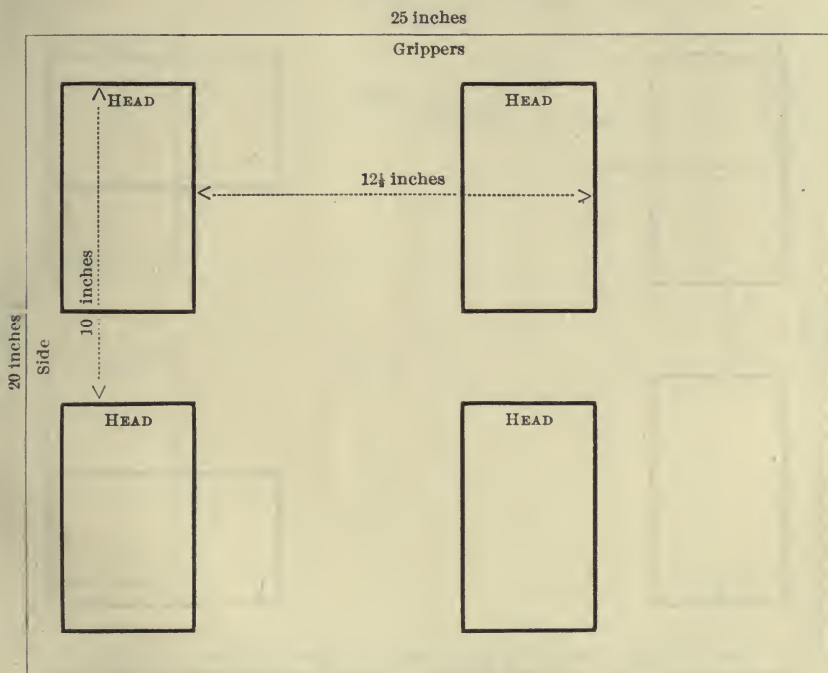 25 inches
Grippers
HEAD
HEAD
12½ inches
10 inches
20 inches
Side
HEAD
HEAD